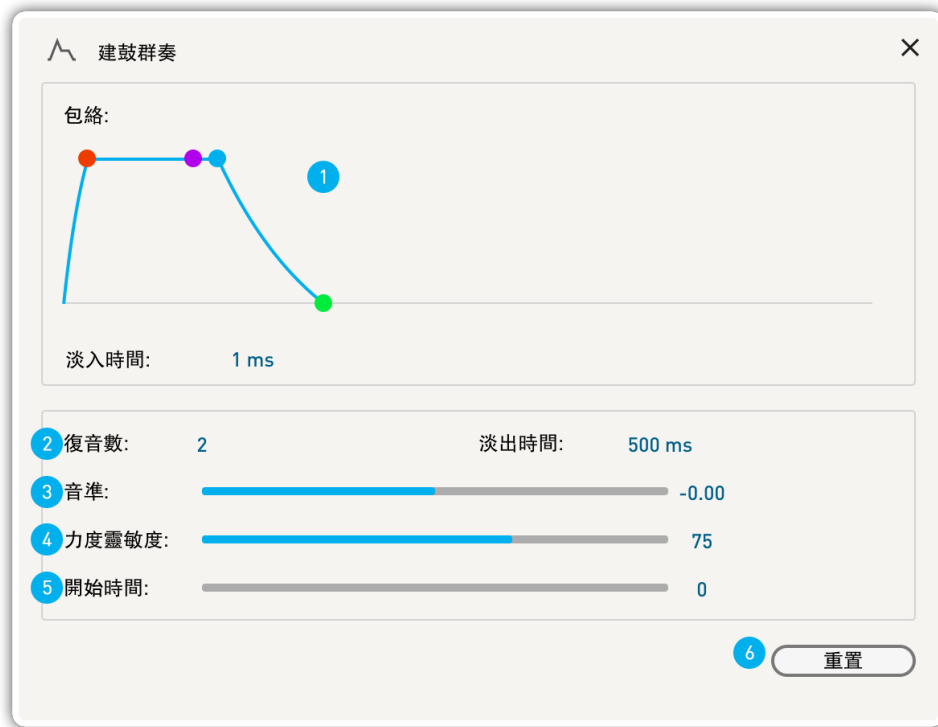 建鼓群奏
包絡:
1
淡入時間: 1 ms
2 復音數: 2 淡出時間: 500 ms
3 音準: -0.00
4 力度靈敏度: 75
5 開始時間: 0
6 重置